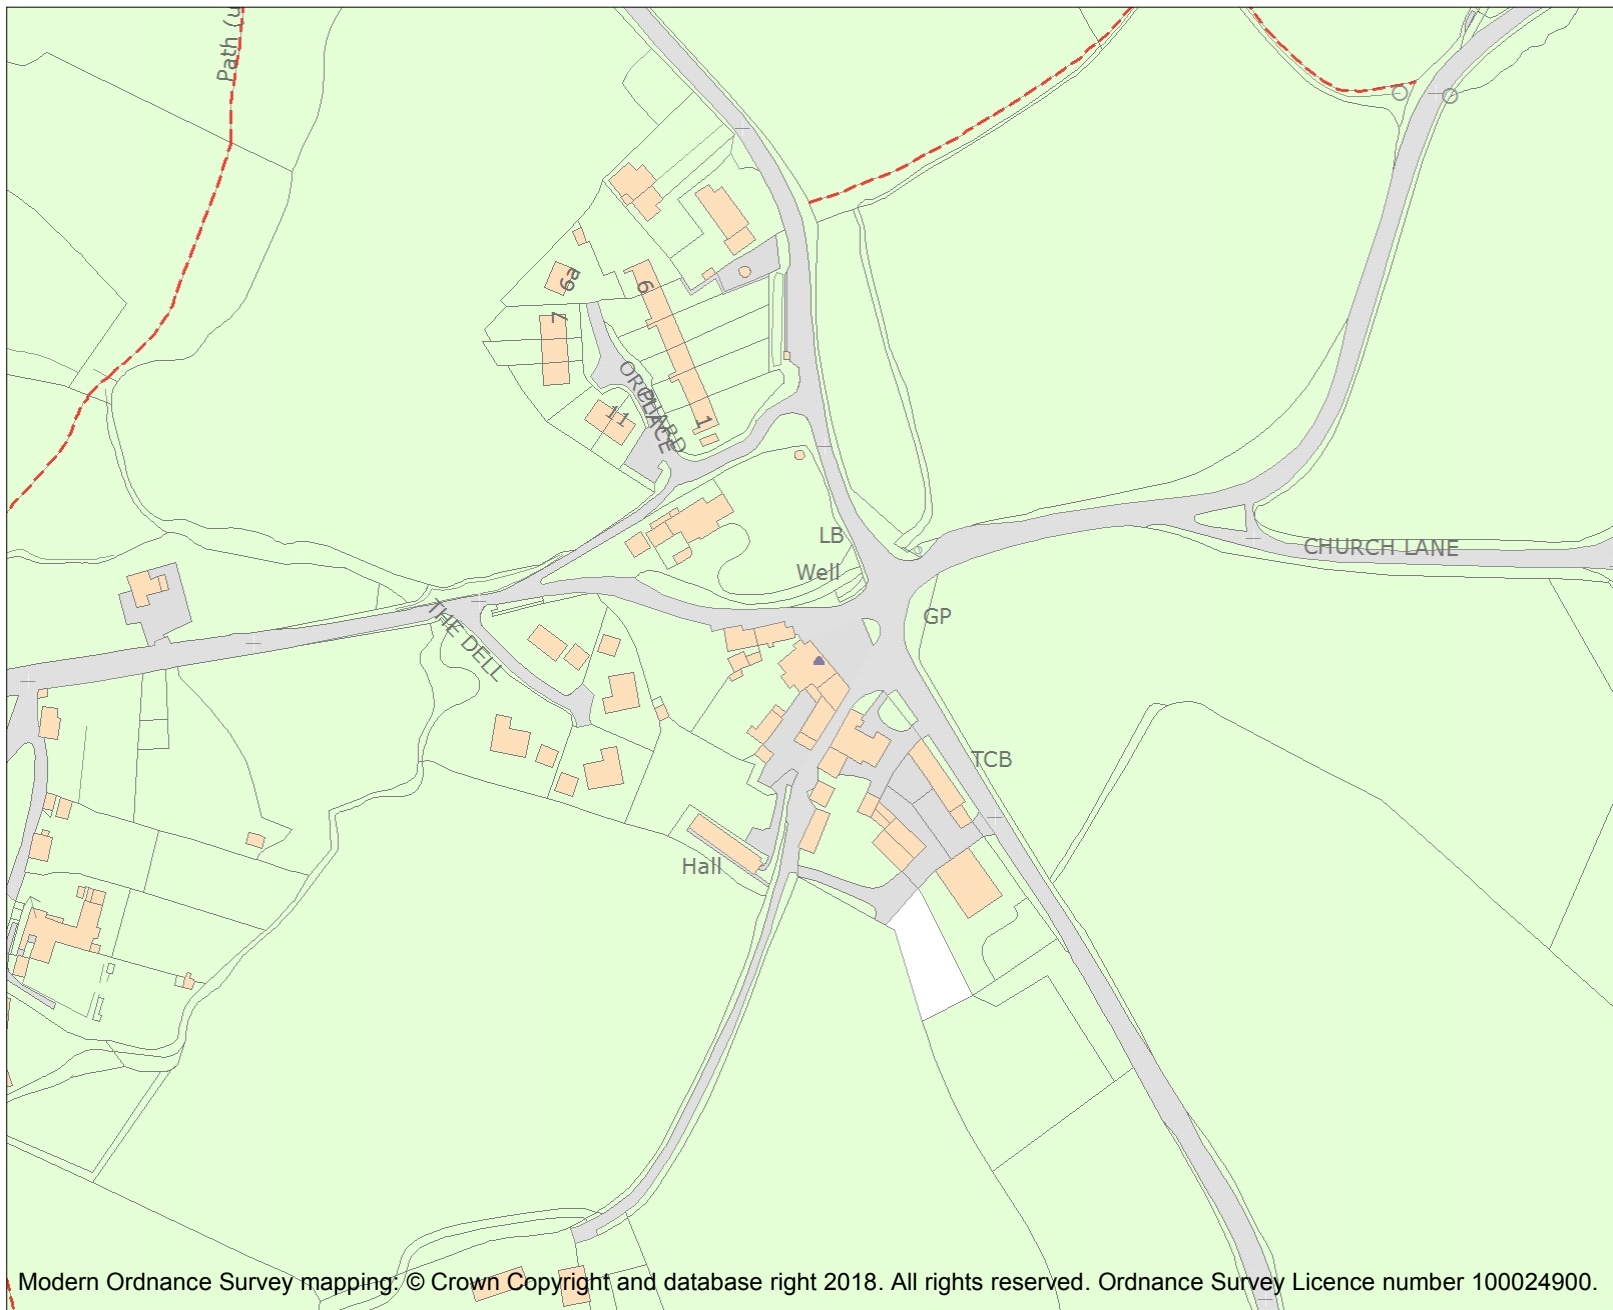 Path (u
6a
6
7
ORCHARD
PLACE
11
1
LB
Well
CHURCH LANE
THE DELL
GP
TCB
Hall
Modern Ordnance Survey mapping: © Crown Copyright and database right 2018. All rights reserved. Ordnance Survey Licence number 100024900.